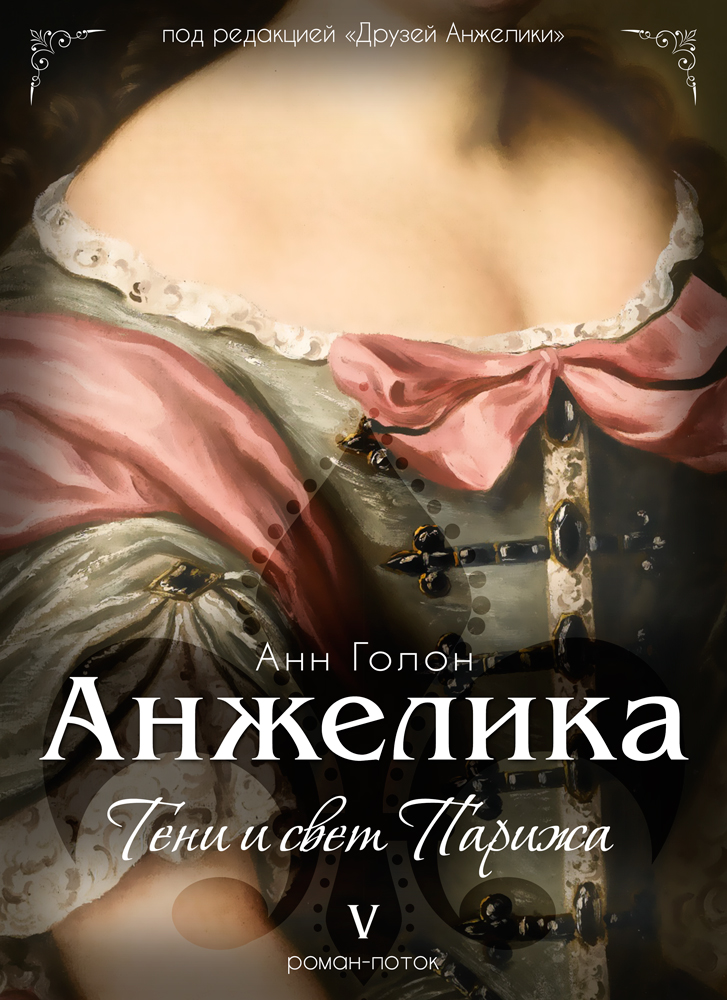 под редакцией «Друзей Анжелики»
Анн Голон
Анжелика
Тени и свет Парижа
V
роман-поток